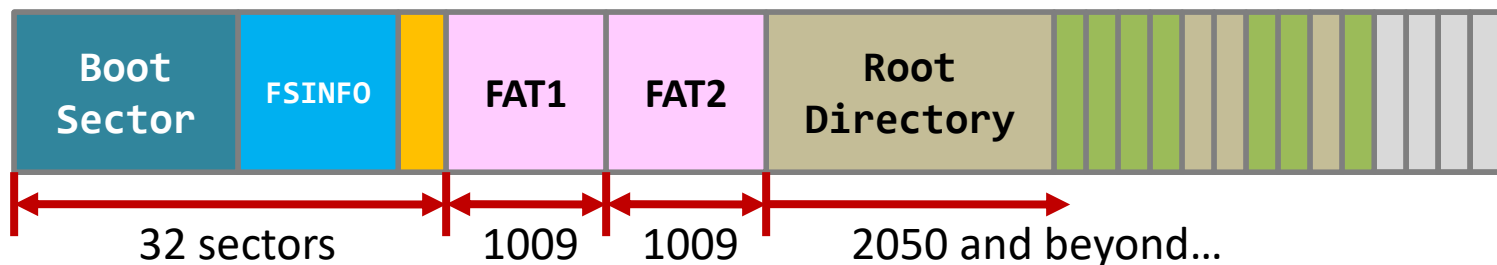 Boot
Sector
FSINFO
FAT1
FAT2
Root
Directory
32 sectors
1009
1009
2050 and beyond…